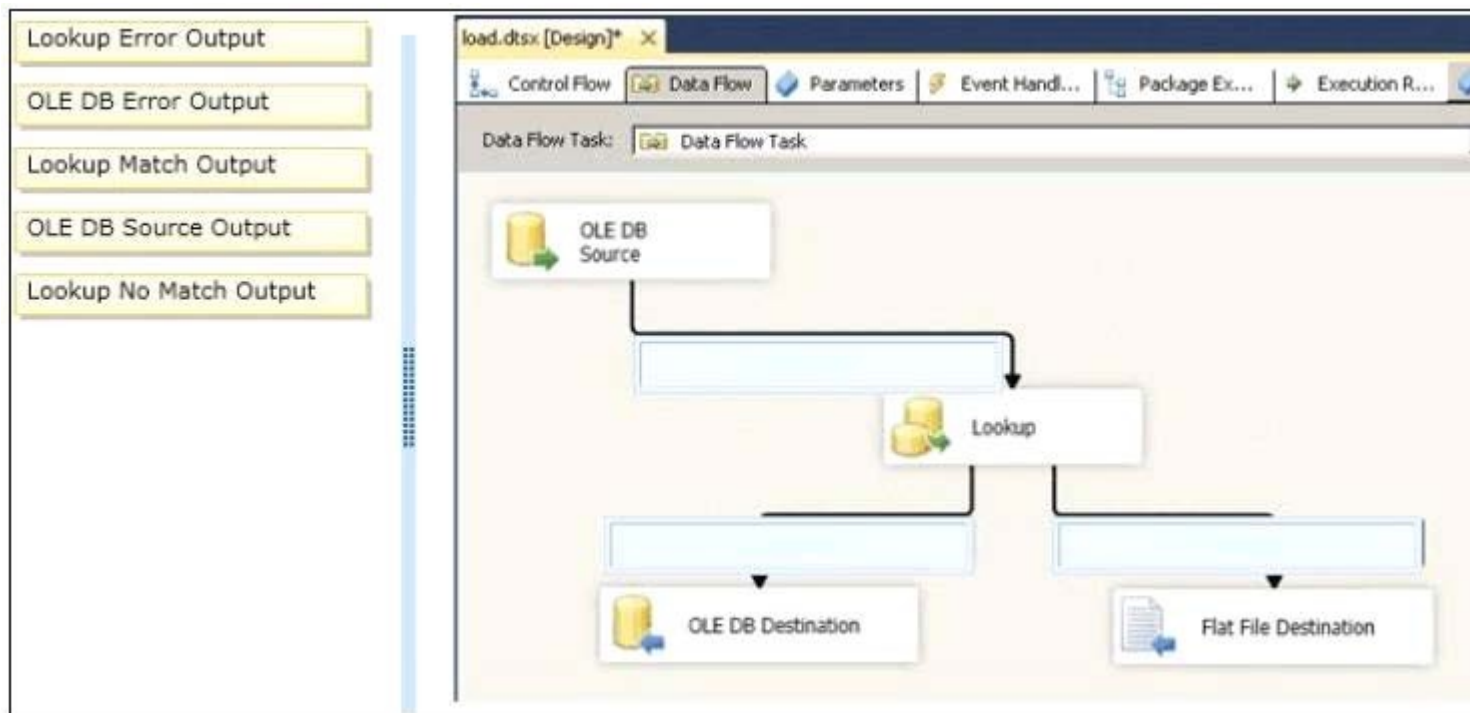 Lookup Error Output
OLE DB Error Output
Lookup Match Output
OLE DB Source Output
Lookup No Match Output
load.dtsx [Design]*
Control Flow
Data Flow
Parameters
Event Handl...
Package Ex...
Execution R...
Data Flow Task:
Data Flow Task
OLE DB
Source
Lookup
OLE DB Destination
Flat File Destination